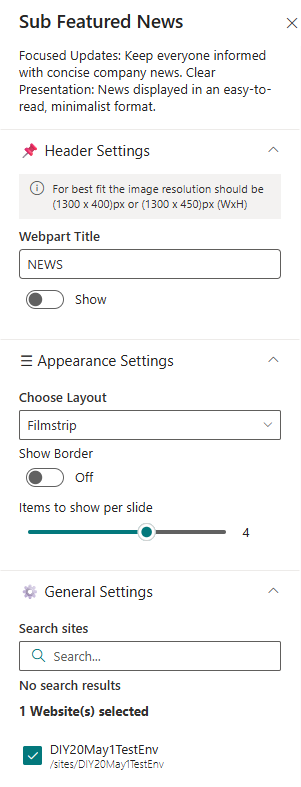 Sub Featured News
Focused Updates: Keep everyone informed
with concise company news. Clear
Presentation: News displayed in an easy-to-
read, minimalist format.
Header Settings
For best fit the image resolution should be
(1300 x 400)px or (1300 x 450)px (WxH)
Webpart Title
NEWS
Show
Appearance Settings
Choose Layout
Filmstrip
Show Border
Off
Items to show per slide
4
General Settings
Search sites
Search...
No search results
1 Website(s) selected
DIY20May1TestEnv
/sites/DIY20May1TestEnv